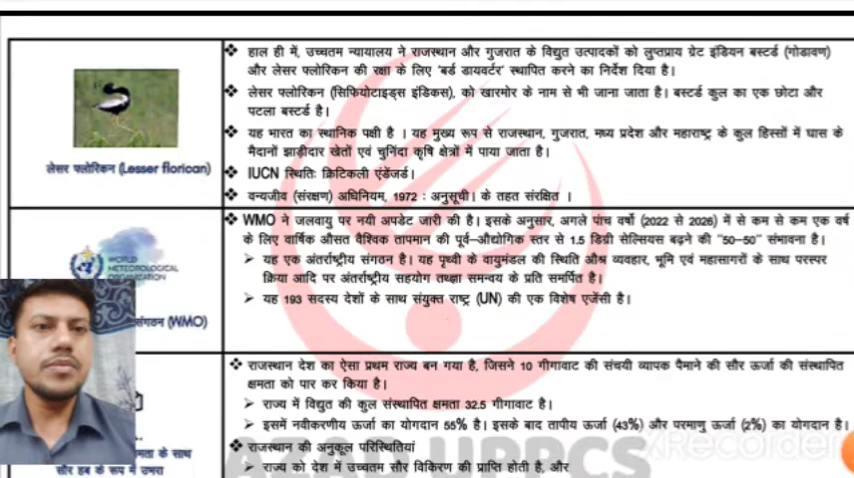 ❖ हाल ही में, उच्चतम न्यायालय ने राजस्थान और गुजरात के विद्युत उत्पादकों को लुप्तप्राय ग्रेट इंडियन बस्टर्ड (गोडावण)
और लेसर फ्लोरिकन की रक्षा के लिए 'बर्ड डायवर्टर' स्थापित करने का निर्देश दिया है।
❖ लेसर फ्लोरिकन (सिफियोटाइड्स इंडिकस), को खारमोर के नाम से भी जाना जाता है। बस्टर्ड कुल का एक छोटा और
पटला बस्टर्ड है।
❖ यह भारत का स्थानिक पक्षी है । यह मुख्य रूप से राजस्थान, गुजरात, मध्य प्रदेश और महाराष्ट्र के कुल हिस्सों में घास के
मैदानों झाड़ीदार खेतों एवं चुनिंदा कृषि क्षेत्रों में पाया जाता है।
❖ IUCN स्थितिः क्रिटिकली एंडेंजर्ड।
❖ वन्यजीव (संरक्षण) अधिनियम, 1972 : अनुसूची। के तहत संरक्षित ।
लेसर फ्लोरिकन (Lesser florican)
❖ WMO ने जलवायु पर नयी अपडेट जारी की है। इसके अनुसार, अगले पांच वर्षो (2022 से 2026) में से कम से कम एक वर्ष
के लिए वार्षिक औसत वैश्विक तापमान की पूर्व–औद्योगिक स्तर से 1.5 डिग्री सेल्सियस बढ़ने की "50–50" संभावना है।
➢ यह एक अंतर्राष्ट्रीय संगठन है। यह पृथ्वी के वायुमंडल की स्थिति औश्र व्यवहार, भूमि एवं महासागरों के साथ परस्पर
क्रिया आदि पर अंतर्राष्ट्रीय सहयोग तथ्ज्ञा समन्वय के प्रति समर्पित है।
➢ यह 193 सदस्य देशों के साथ संयुक्त राष्ट्र (UN) की एक विशेष एजेंसी है।
WORLD
METEOROLOGICAL
ORGANIZATION
संगठन (WMO)
❖ राजस्थान देश का ऐसा प्रथम राज्य बन गया है, जिसने 10 गीगावाट की संचयी व्यापक पैमाने की सौर ऊर्जा की संस्थापित
क्षमता को पार कर किया है।
➢ राज्य में विद्युत की कुल संस्थापित क्षमता 32.5 गीगावाट है।
➢ इसमें नवीकरणीय ऊर्जा का योगदान 55% है। इसके बाद तापीय ऊर्जा (43%) और परमाणु ऊर्जा (2%) का योगदान है।
❖ राजस्थान की अनुकूल परिस्थितियां
➢ राज्य को देश में उच्चतम सौर विकिरण की प्राप्ति होती है, और
के साथ
सौर हब के रूप में उभरा
AZAD UPPCS
XRecorder